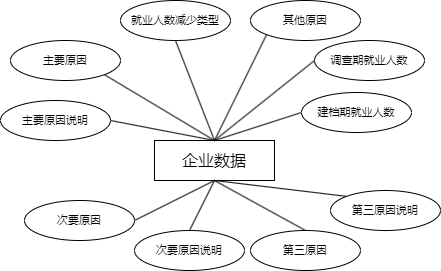 就业人数减少类型
其他原因
主要原因
调查期就业人数
主要原因说明
建档期就业人数
企业数据
次要原因
次要原因说明
第三原因
第三原因说明